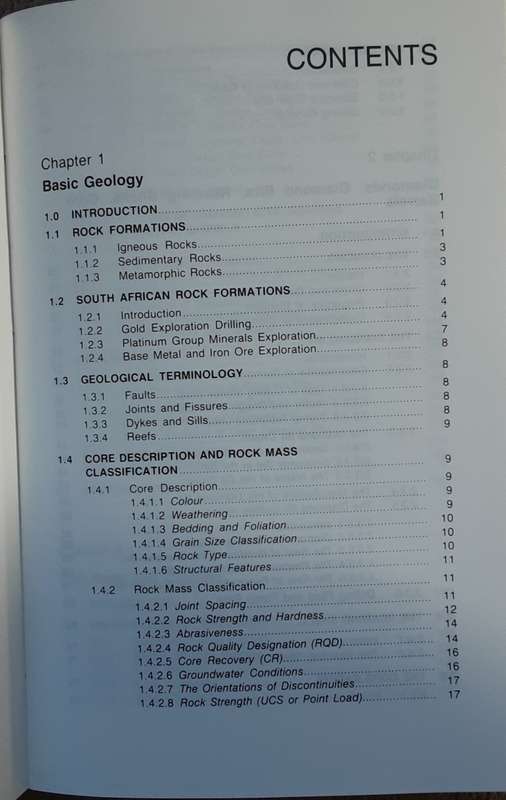 CONTENTS
Chapter 1
Basic Geology
1.0 INTRODUCTION 1
1.1 ROCK FORMATIONS 1
1.1.1 Igneous Rocks 1
1.1.2 Sedimentary Rocks 3
1.1.3 Metamorphic Rocks 3
1.2 SOUTH AFRICAN ROCK FORMATIONS 4
1.2.1 Introduction 4
1.2.2 Gold Exploration Drilling 4
1.2.3 Platinum Group Minerals Exploration 7
1.2.4 Base Metal and Iron Ore Exploration 8
1.3 GEOLOGICAL TERMINOLOGY 8
1.3.1 Faults 8
1.3.2 Joints and Fissures 8
1.3.3 Dykes and Sills 8
1.3.4 Reefs 9
1.4 CORE DESCRIPTION AND ROCK MASS
CLASSIFICATION 9
1.4.1 Core Description 9
1.4.1.1 Colour 9
1.4.1.2 Weathering 9
1.4.1.3 Bedding and Foliation 10
1.4.1.4 Grain Size Classification 10
1.4.1.5 Rock Type 10
1.4.1.6 Structural Features 11
1.4.2 Rock Mass Classification 11
1.4.2.1 Joint Spacing 11
1.4.2.2 Rock Strength and Hardness 12
1.4.2.3 Abrasiveness 14
1.4.2.4 Rock Quality Designation (RQD) 14
1.4.2.5 Core Recovery (CR) 16
1.4.2.6 Groundwater Conditions 16
1.4.2.7 The Orientations of Discontinuities 17
1.4.2.8 Rock Strength (UCS or Point Load) 17